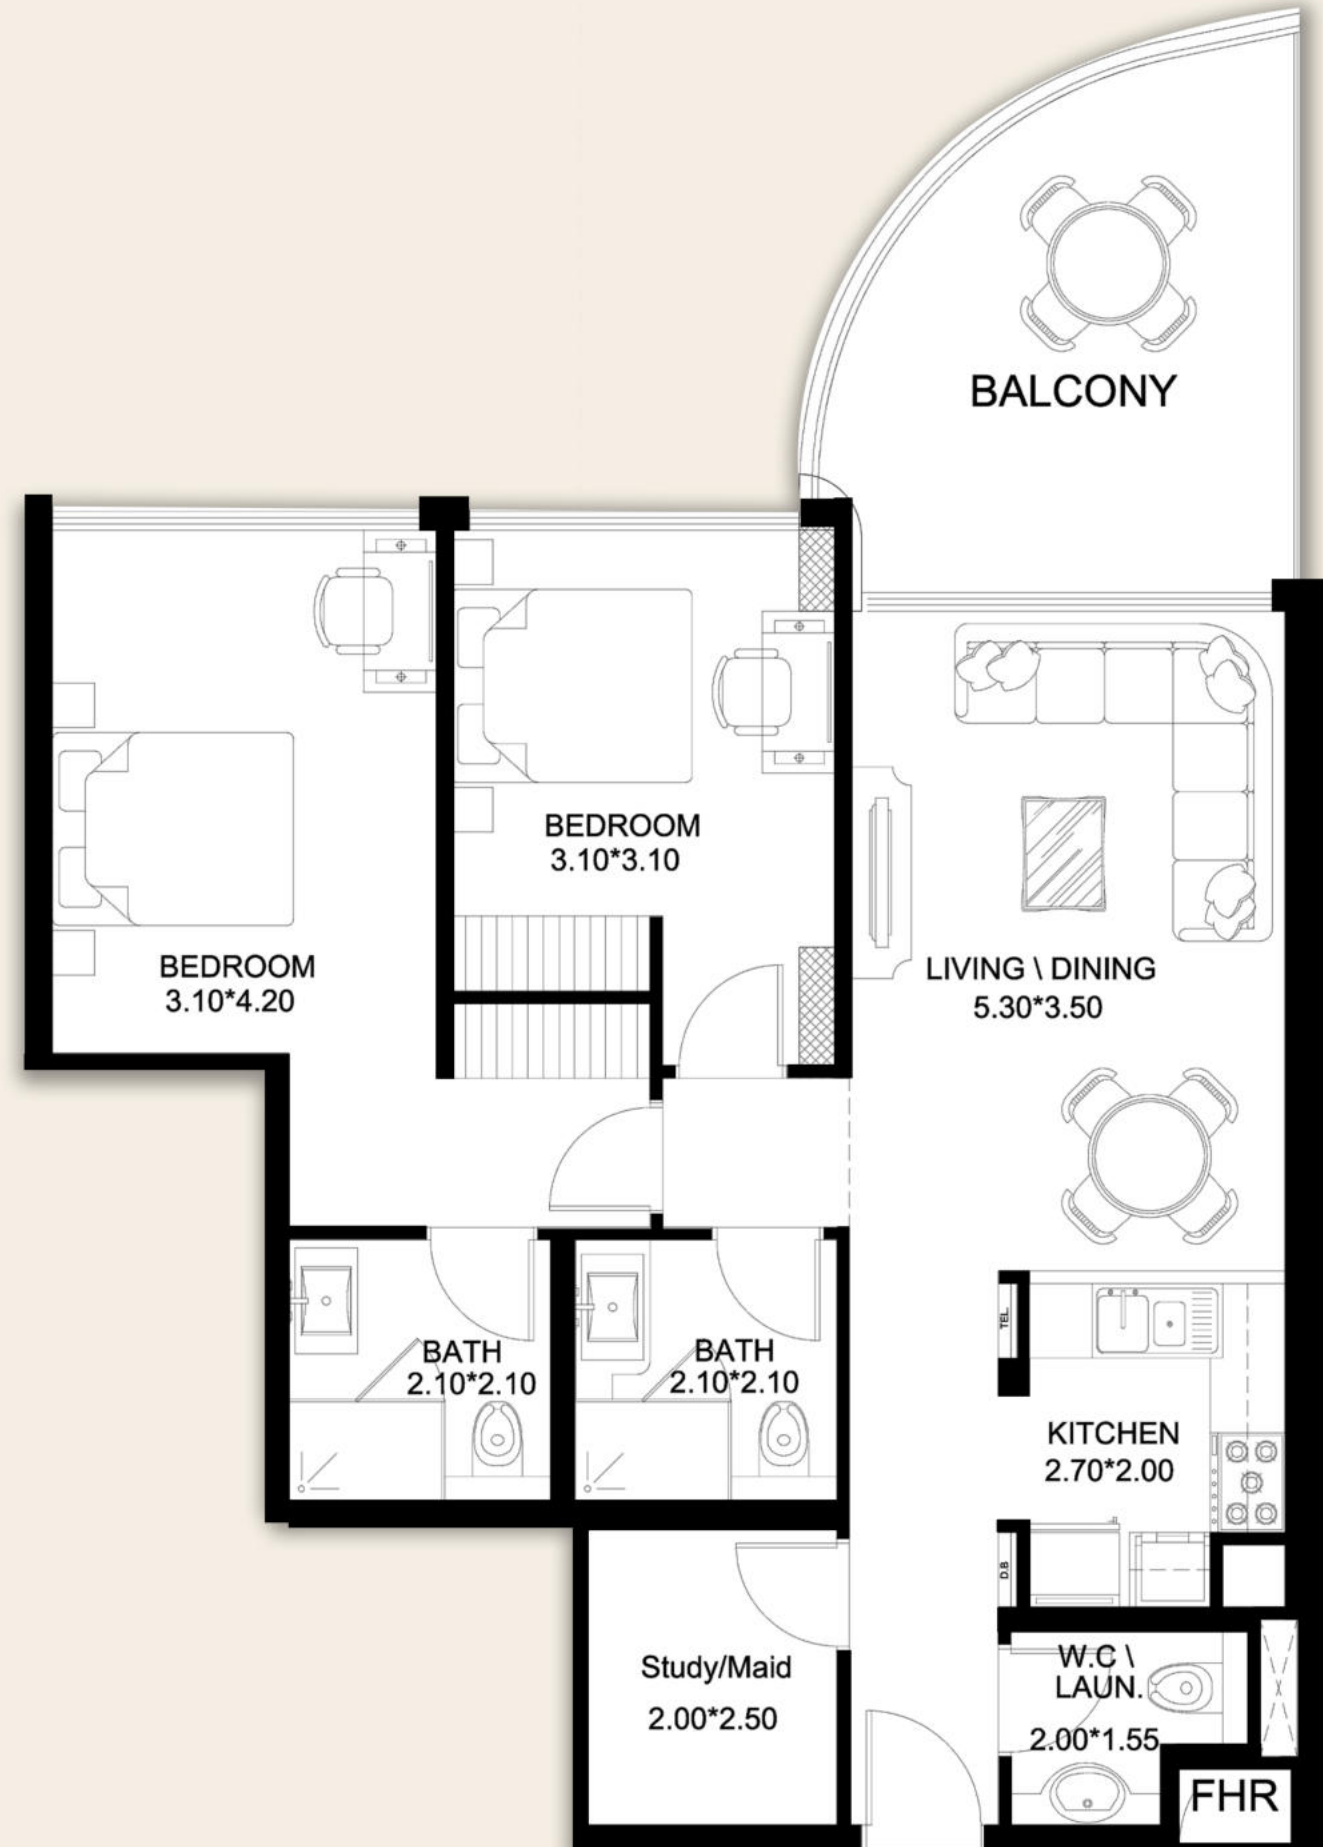 BALCONY
BEDROOM
3.10*3.10
BEDROOM
3.10*4.20
LIVING \ DINING
5.30*3.50
TEL.
BATH
2.10*2.10
BATH
2.10*2.10
KITCHEN
2.70*2.00
D.B
Study/Maid
2.00*2.50
W.C \
LAUN.
2.00*1.55
FHR